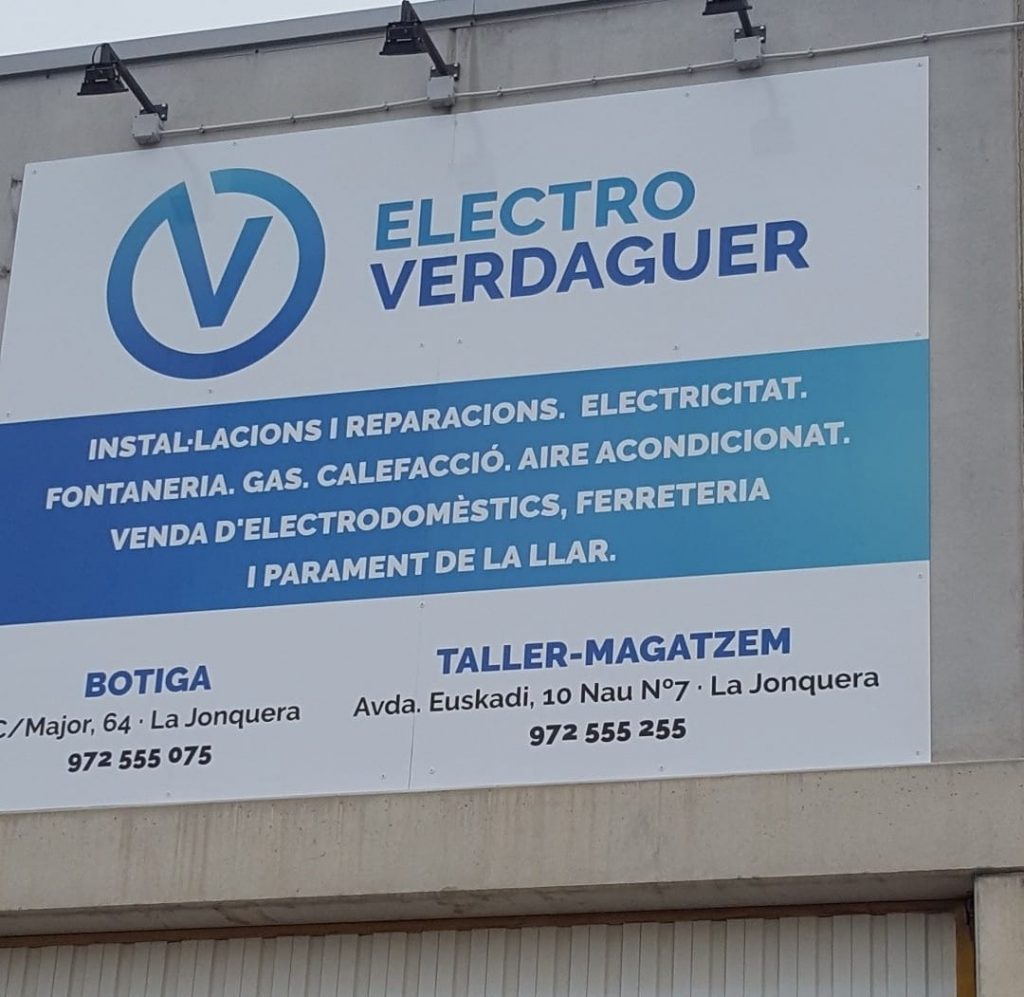 V
ELECTRO
VERDAGUER
INSTAL·LACIONS I REPARACIONS. ELECTRICITAT.
FONTANERIA. GAS. CALEFACCIÓ. AIRE ACONDICIONAT.
VENDA D'ELECTRODOMÈSTICS, FERRETERIA
I PARAMENT DE LA LLAR.
BOTIGA
C/Major, 64 · La Jonquera
972 555 075
TALLER-MAGATZEM
Avda. Euskadi, 10 Nau Nº7 · La Jonquera
972 555 255